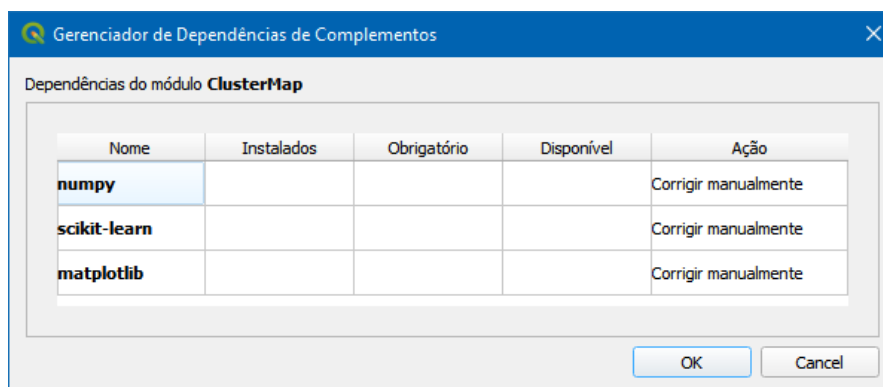 Gerenciador de Dependências de Complementos
Dependências do módulo ClusterMap
Nome Instalados Obrigatório Disponível Ação
numpy Corrigir manualmente
scikit-learn Corrigir manualmente
matplotlib Corrigir manualmente
OK Cancel